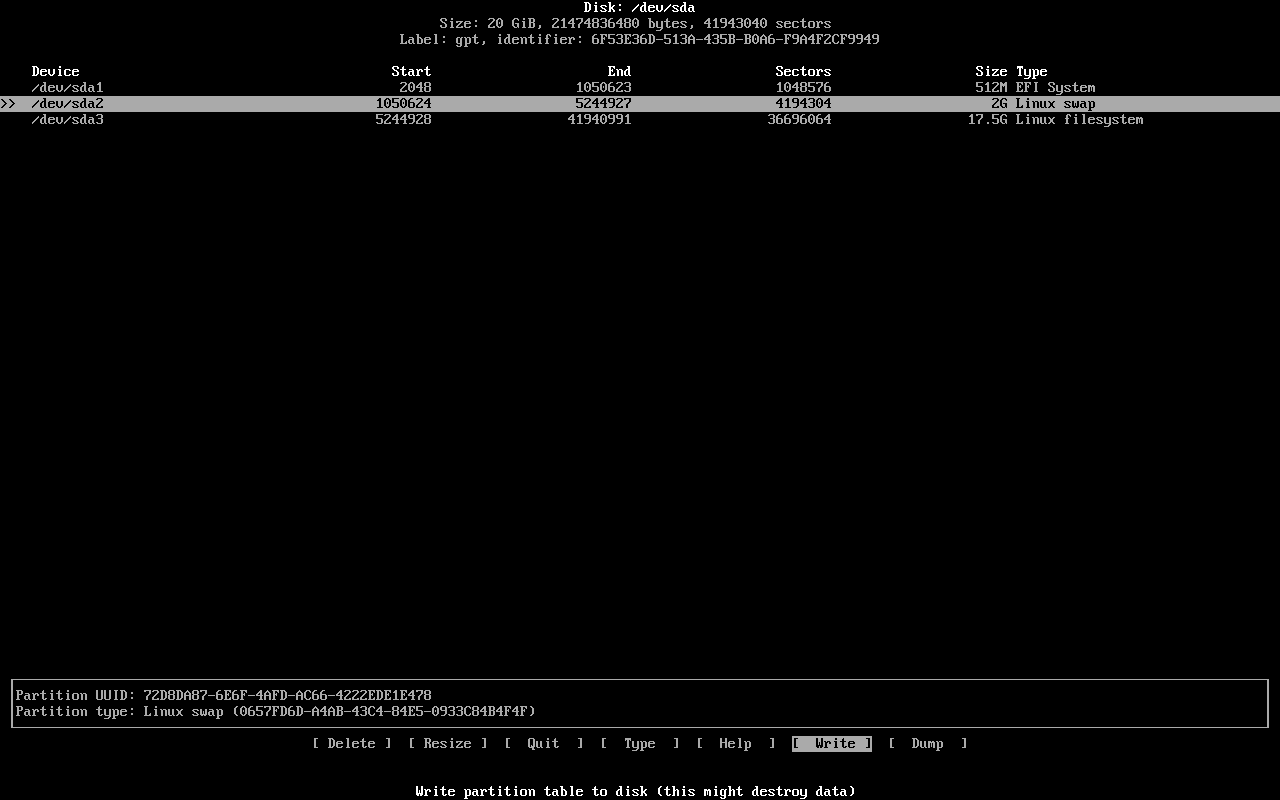 Disk: /dev/sda
Size: 20 GiB, 21474836480 bytes, 41943040 sectors
Label: gpt, identifier: 6F53E36D-513A-435B-B0A6-F9A4F2CF9949
Device Start End Sectors Size Type
/dev/sda1 2048 1050623 1048576 512M EFI System
>> /dev/sda2 1050624 5244927 4194304 2G Linux swap
/dev/sda3 5244928 41940991 36696064 17.5G Linux filesystem
Partition UUID: 72D8DA87-6E6F-4AFD-AC66-4222EDE1E478
Partition type: Linux swap (0657FD6D-A4AB-43C4-84E5-0933C84B4F4F)
[ Delete ] [ Resize ] [ Quit ] [ Type ] [ Help ] [ Write ] [ Dump ]
Write partition table to disk (this might destroy data)